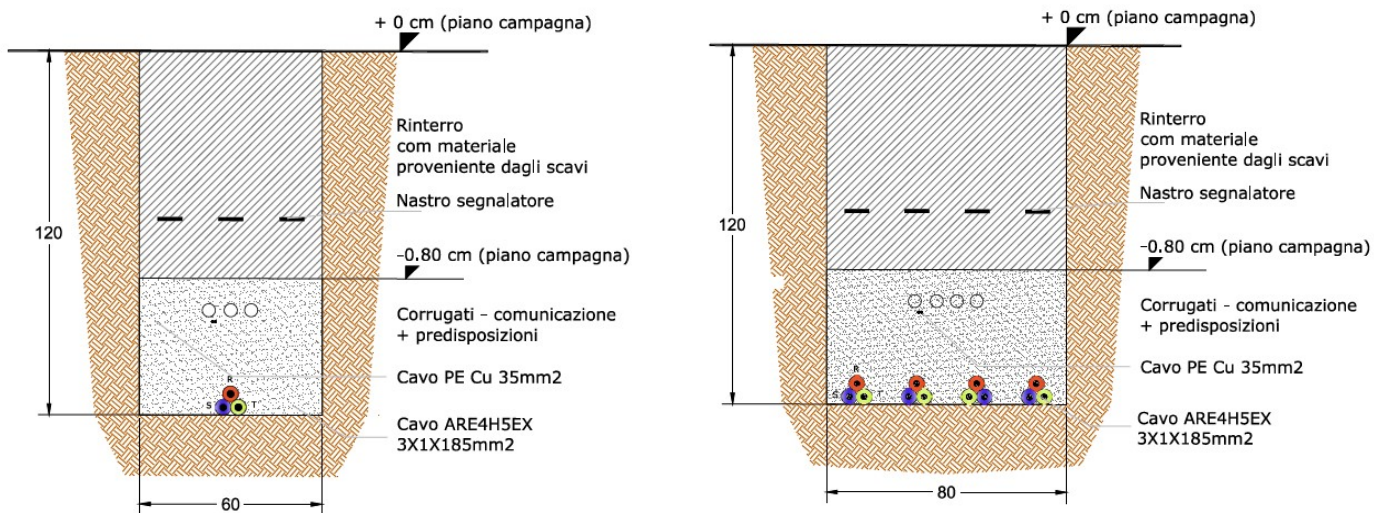 + 0 cm (piano campagna)
Rinterro
com materiale
proveniente dagli scavi
Nastro segnalatore
120
-0.80 cm (piano campagna)
Corrugati - comunicazione
+ predisposizioni
R
Cavo PE Cu 35mm2
S T
Cavo ARE4H5EX
3X1X185mm2
60
+ 0 cm (piano campagna)
Rinterro
com materiale
proveniente dagli scavi
Nastro segnalatore
120
-0.80 cm (piano campagna)
Corrugati - comunicazione
+ predisposizioni
Cavo PE Cu 35mm2
R
S
Cavo ARE4H5EX
3X1X185mm2
80